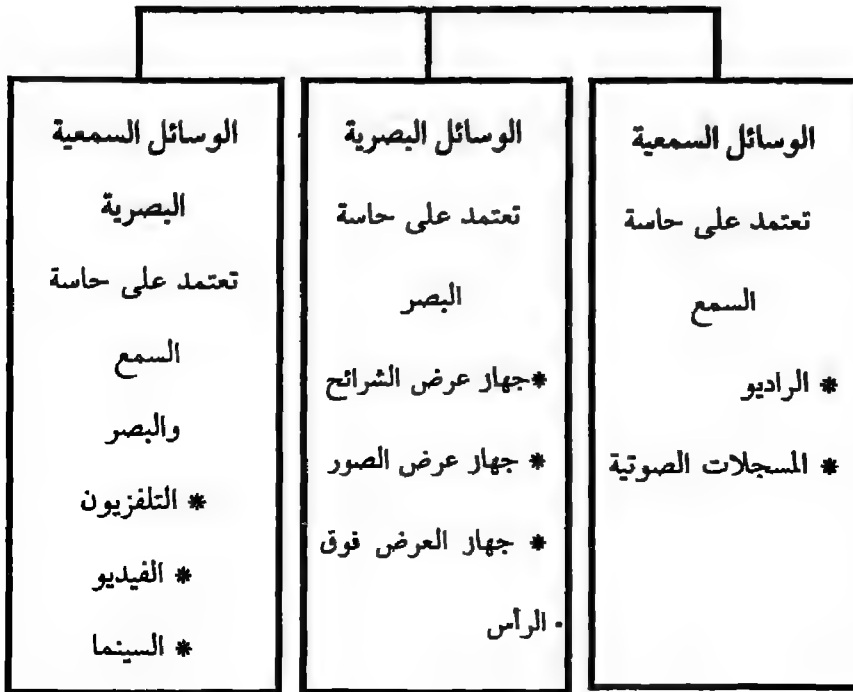 الوسائل السمعية
تعتمد على حاسة
السمع
* الراديو
* المسجلات الصوتية
الوسائل البصرية
تعتمد على حاسة
البصر
*جهاز عرض الشرائح
* جهاز عرض الصور
* جهاز العرض فوق
الرأس.
الوسائل السمعية
البصرية
تعتمد على حاسة
السمع
والبصر
* التلفزيون
* الفيديو
* السينما